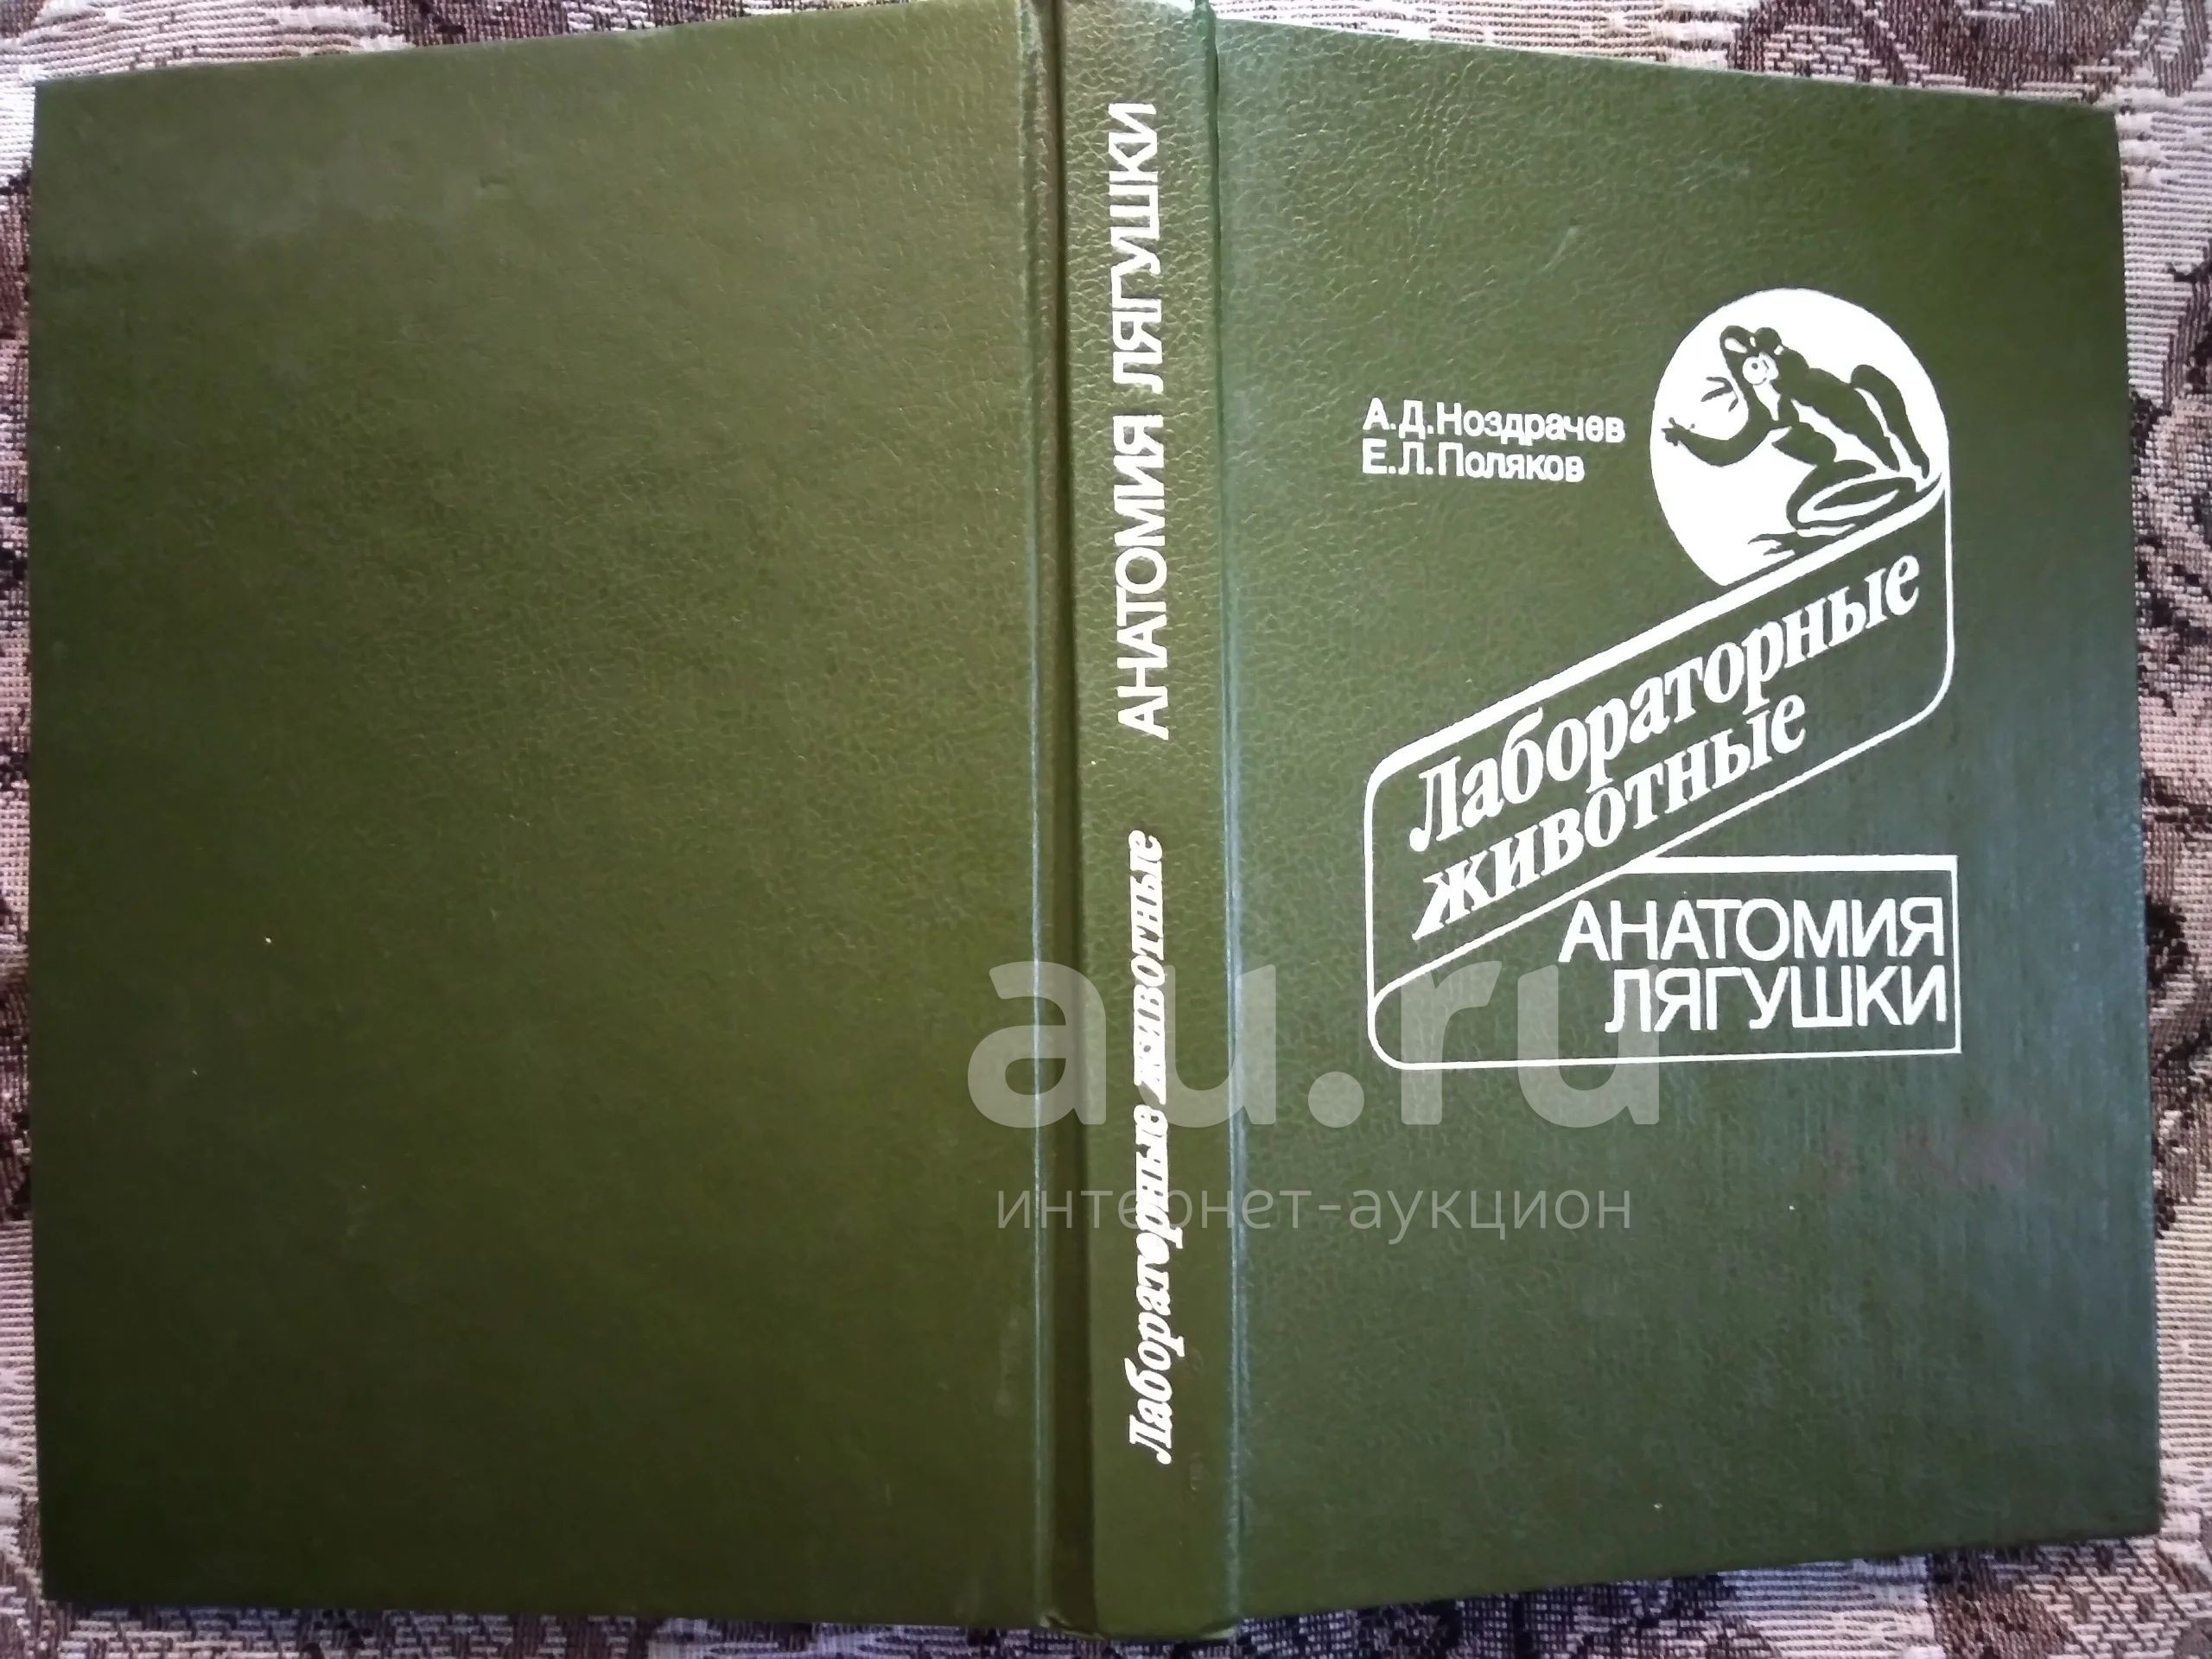 Лабораторные животные АНАТОМИЯ ЛЯГУШКИ
А.Д.Ноздрачев
Е.Л.Поляков
Лабораторные
животные
АНАТОМИЯ
ЛЯГУШКИ
au.ru
интернет-аукцион